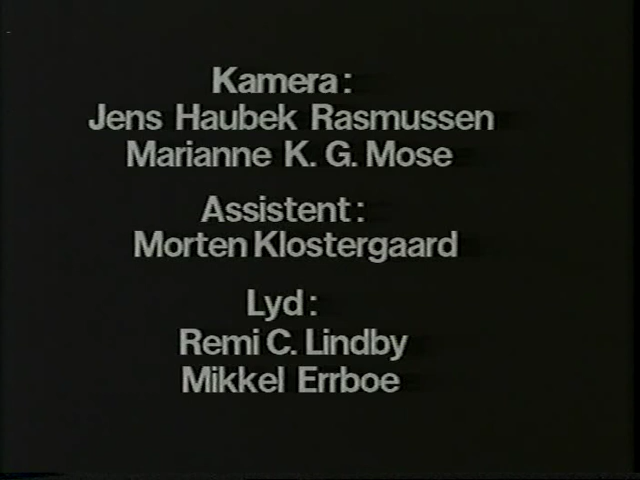 Kamera:
Jens Haubek Rasmussen
Marianne K. G. Mose
Assistent:
Morten Klostergaard
Lyd:
Remi C. Lindby
Mikkel Errboe